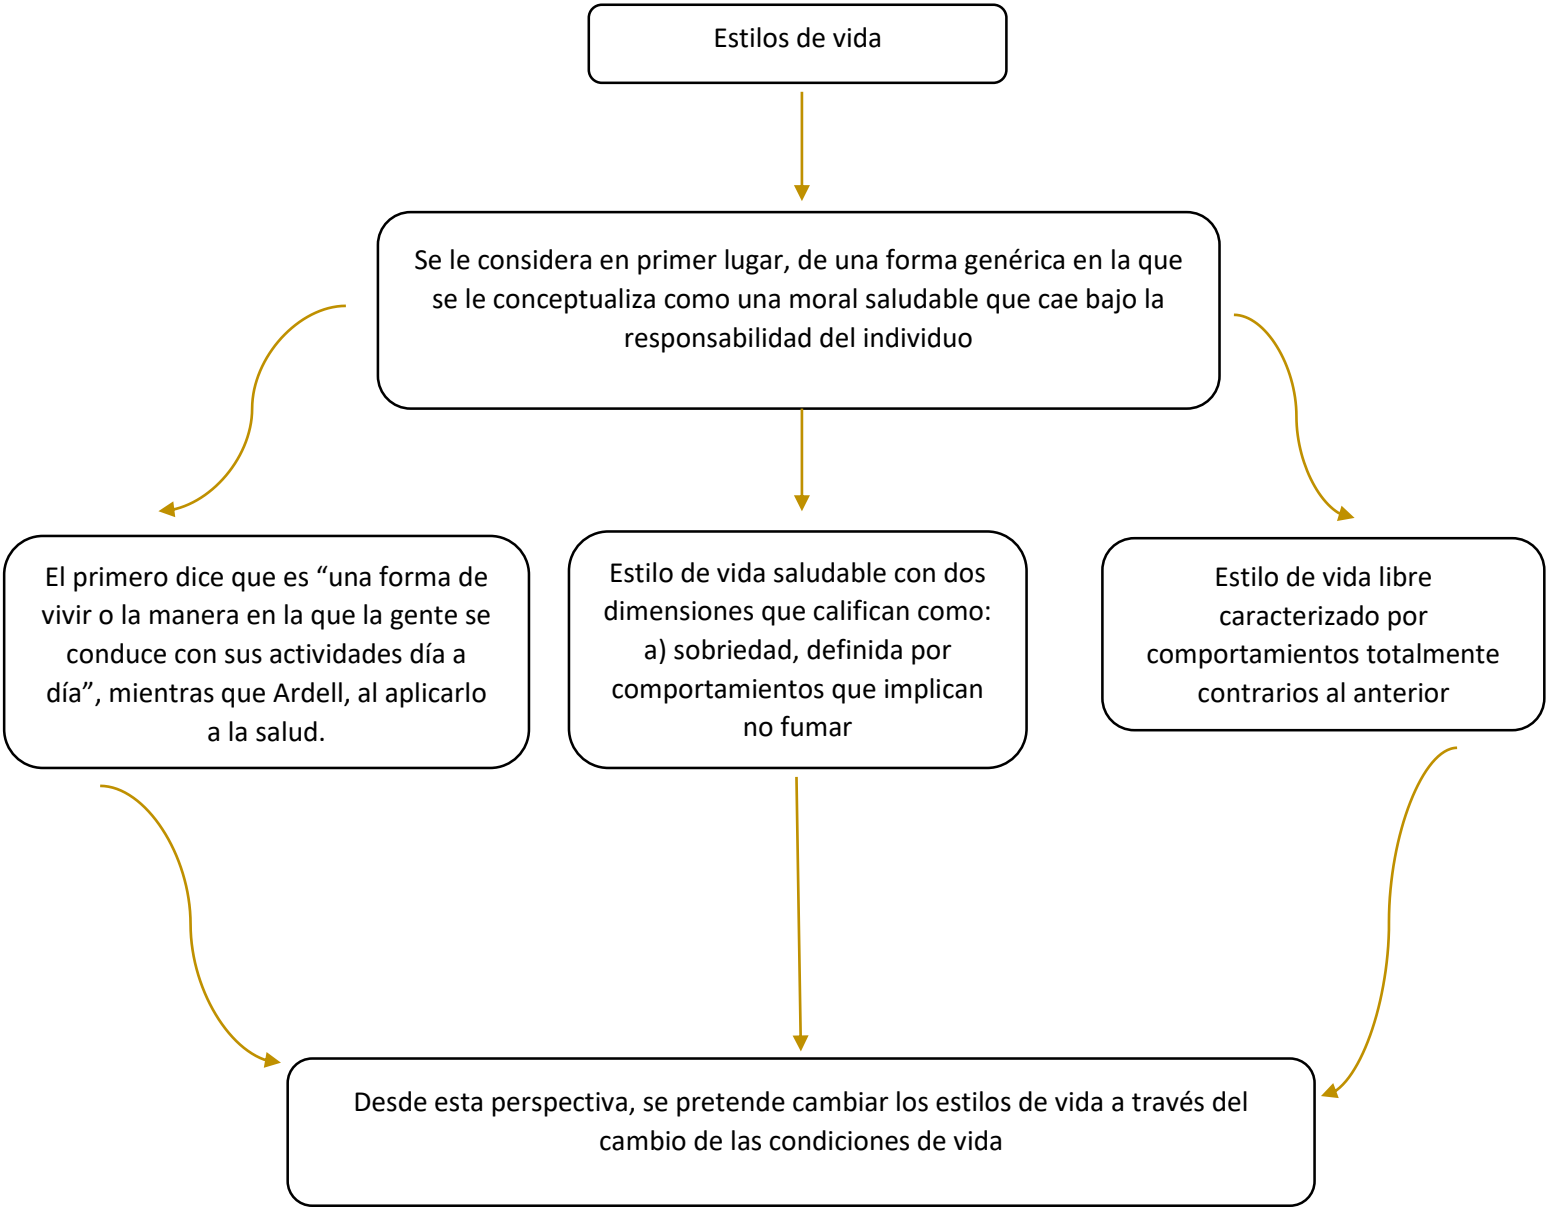 Estilos de vida
Se le considera en primer lugar, de una forma genérica en la que
se le conceptualiza como una moral saludable que cae bajo la
responsabilidad del individuo
El primero dice que es “una forma de
vivir o la manera en la que la gente se
conduce con sus actividades día a
día”, mientras que Ardell, al aplicarlo
a la salud.
Estilo de vida saludable con dos
dimensiones que califican como:
a) sobriedad, definida por
comportamientos que implican
no fumar
Estilo de vida libre
caracterizado por
comportamientos totalmente
contrarios al anterior
Desde esta perspectiva, se pretende cambiar los estilos de vida a través del
cambio de las condiciones de vida